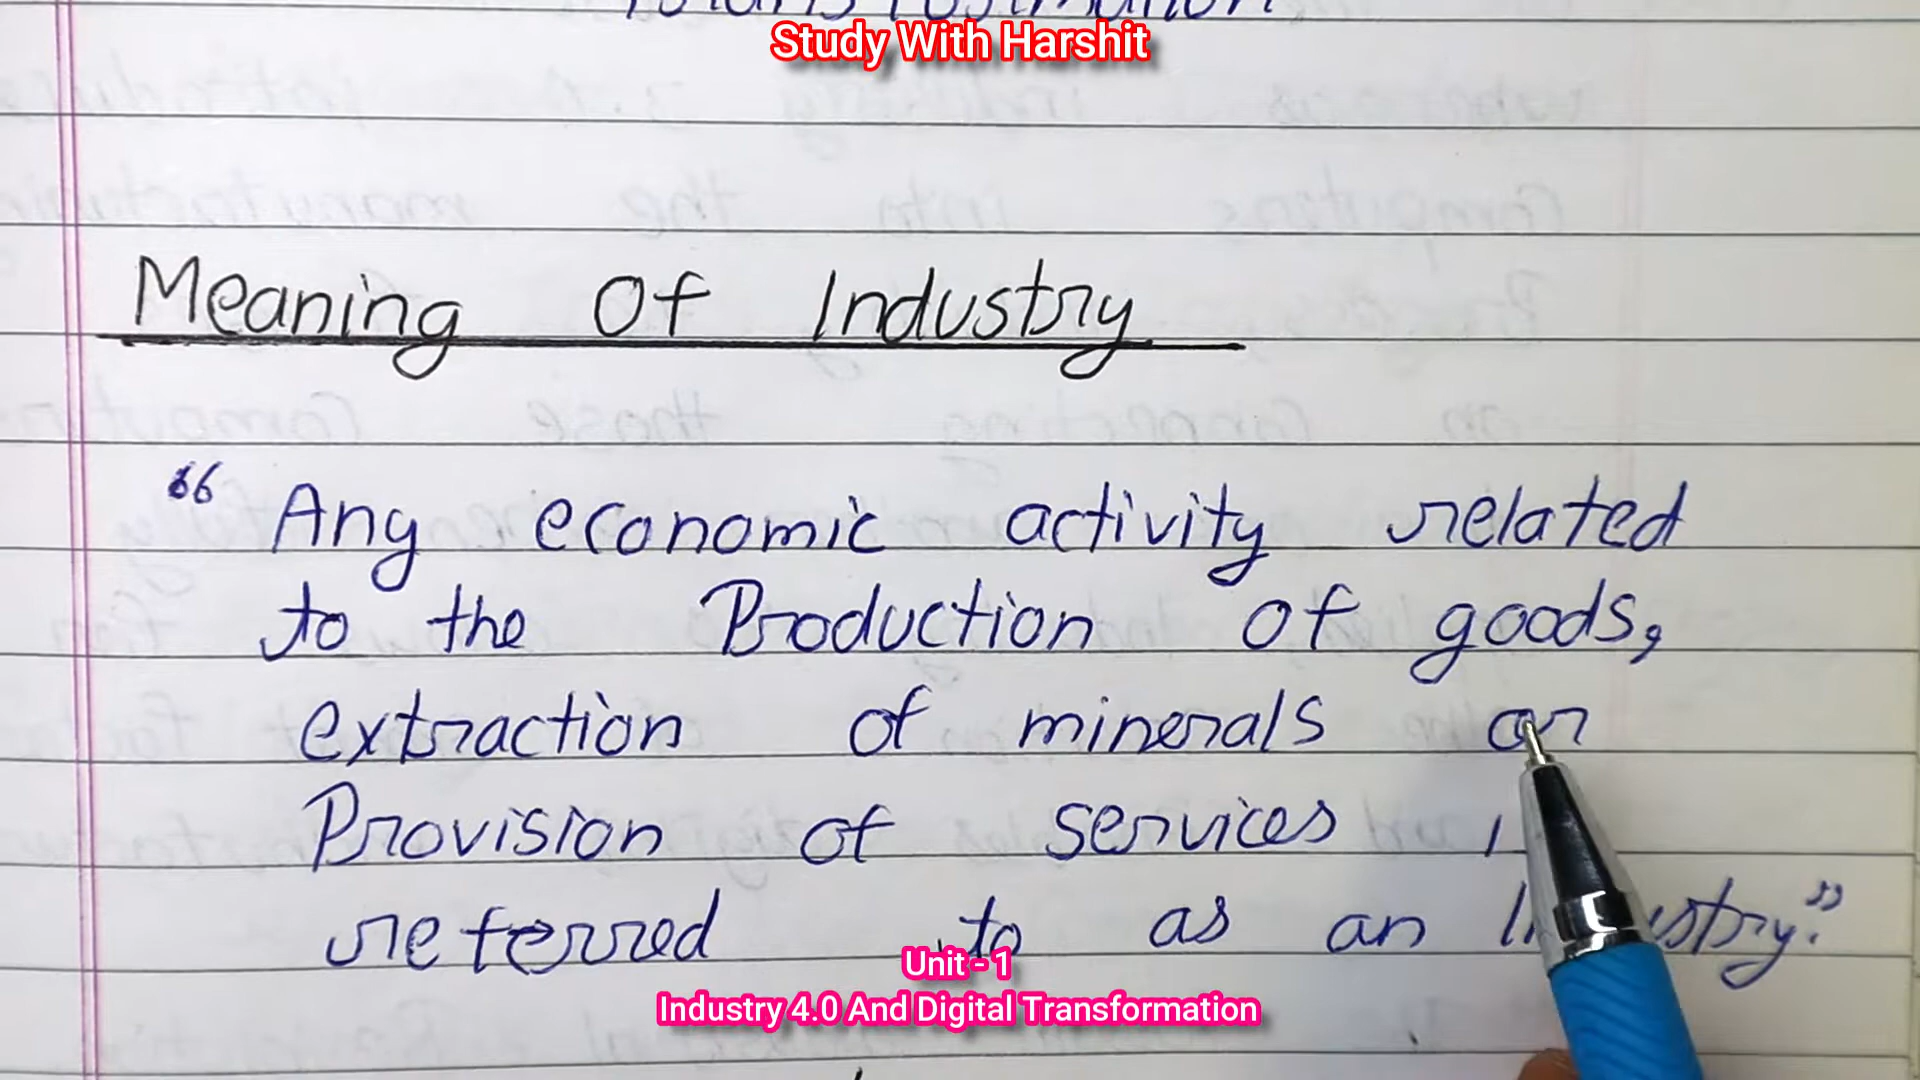 Study With Harshit
Meaning Of Industry
“Any economic activity related
to the Production of goods,
extraction of minerals or
Provision of services
referred to as an
Unit - 1
Industry 4.0 And Digital Transformation